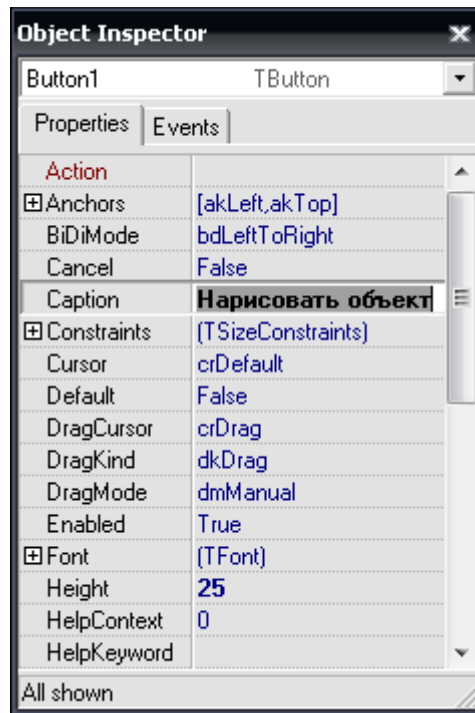 Object Inspector
Button1 TButton
Properties Events
Action
Anchors [akLeft,akTop]
BiDiMode bdLeftToRight
Cancel False
Caption Нарисовать объект
Constraints (TSizeConstraints)
Cursor crDefault
Default False
DragCursor crDrag
DragKind dkDrag
DragMode dmManual
Enabled True
Font (TFont)
Height 25
HelpContext 0
HelpKeyword
All shown